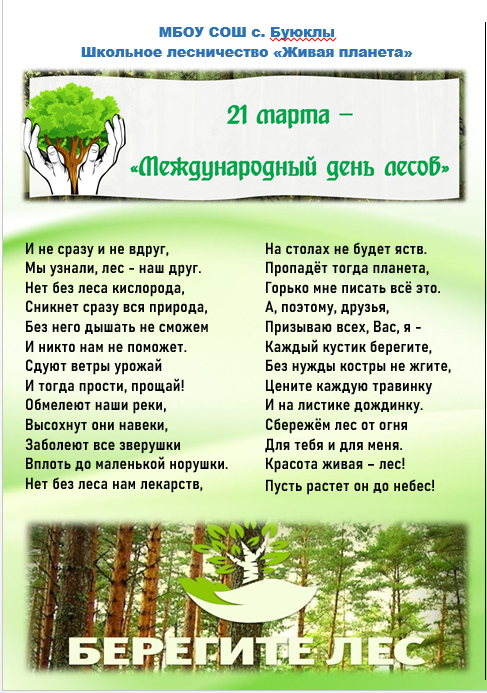 МБОУ СОШ с. Буюклы
Школьное лесничество «Живая планета»
21 марта –
«Международный день лесов»
И не сразу и не вдруг,
Мы узнали, лес - наш друг.
Нет без леса кислорода,
Сникнет сразу вся природа,
Без него дышать не сможем
И никто нам не поможет.
Сдуют ветры урожай
И тогда прости, прощай!
Обмелеют наши реки,
Высохнут они навеки,
Заболеют все зверушки
Вплоть до маленькой норушки.
Нет без леса нам лекарств,
На столах не будет яств.
Пропадёт тогда планета,
Горько мне писать всё это.
А, поэтому, друзья,
Призываю всех, Вас, я -
Каждый кустик берегите,
Без нужды костры не жгите,
Цените каждую травинку
И на листике дождинку.
Сбережём лес от огня
Для тебя и для меня.
Красота живая – лес!
Пусть растет он до небес!
БЕРЕГИТЕ ЛЕС